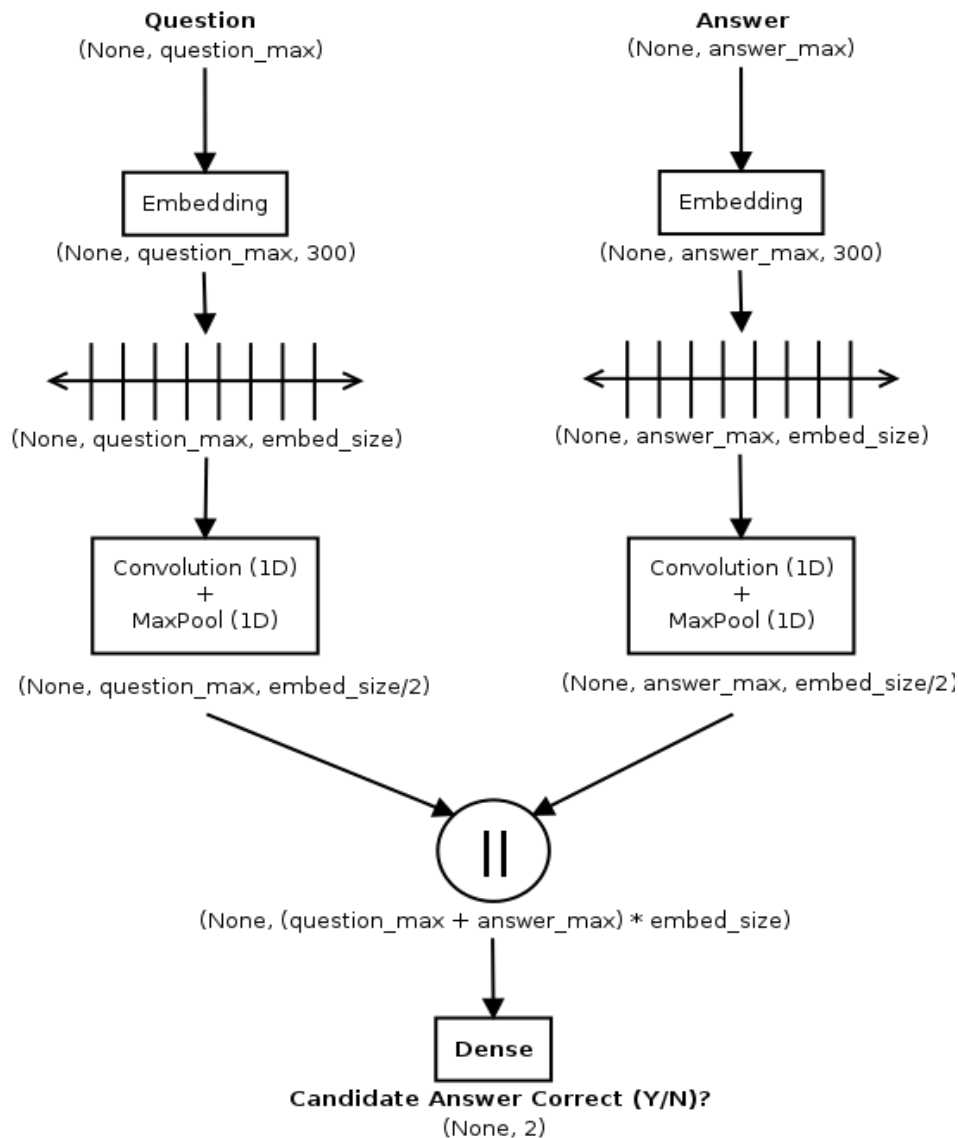 Question
(None, question_max)
Answer
(None, answer_max)
Embedding
(None, question_max, 300)
Embedding
(None, answer_max, 300)
(None, question_max, embed_size)
(None, answer_max, embed_size)
Convolution (1D)
+
MaxPool (1D)
Convolution (1D)
+
MaxPool (1D)
(None, question_max, embed_size/2)
(None, answer_max, embed_size/2)
||
(None, (question_max + answer_max) * embed_size)
Dense
Candidate Answer Correct (Y/N)?
(None, 2)